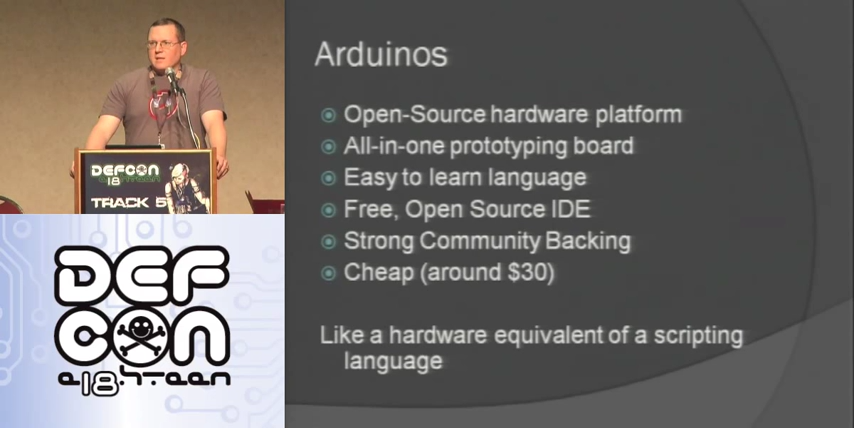 DEFCON
18
TRACK 5
DEF
CON
Arduinos
Open-Source hardware platform
All-in-one prototyping board
Easy to learn language
Free, Open Source IDE
Strong Community Backing
Cheap (around $30)
Like a hardware equivalent of a scripting
language